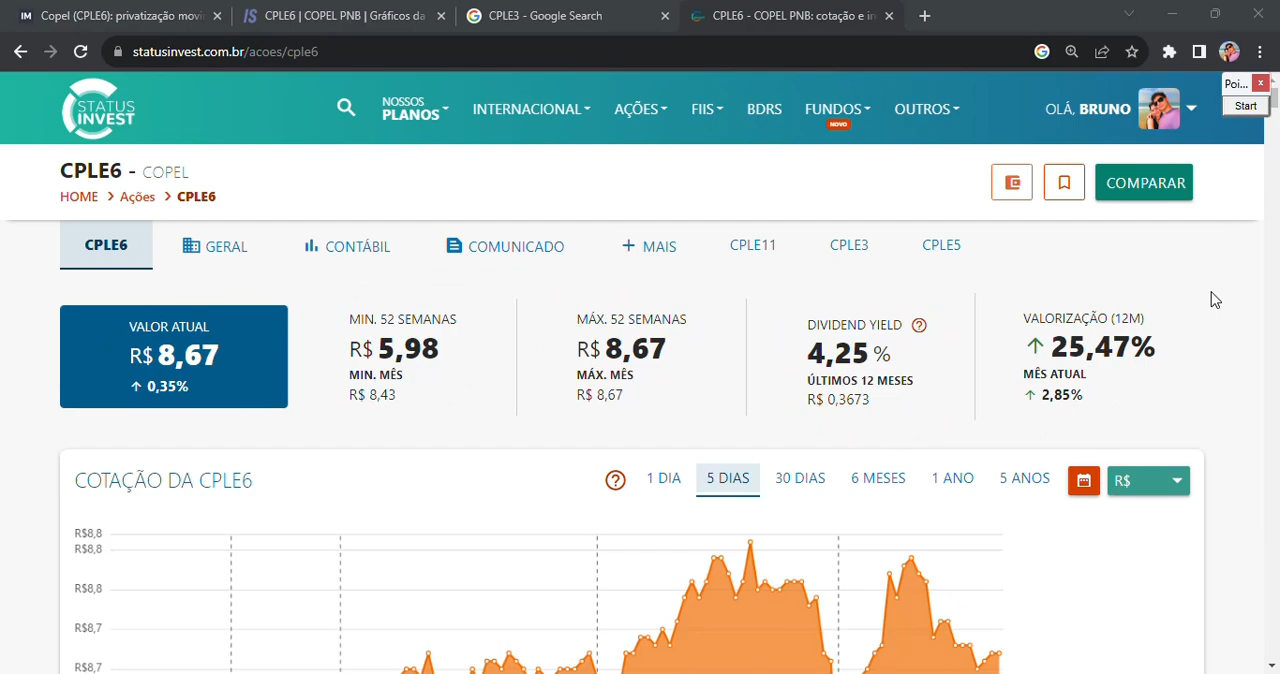 Copel (CPLE6): privatização movi
CPLE6 | COPEL PNB | Gráficos da
CPLE3 - Google Search
CPLE6 - COPEL PNB: cotação e in
statusinvest.com.br/acoes/cple6
Poi...
Start
STATUS
INVEST
NOSSOS
PLANOS
INTERNACIONAL
AÇÕES
FIIS
BDRS
FUNDOS
NOVO
OUTROS
OLÁ, BRUNO
CPLE6 - COPEL
HOME > Ações > CPLE6
COMPARAR
CPLE6
GERAL
CONTÁBIL
COMUNICADO
+ MAIS
CPLE11
CPLE3
CPLE5
VALOR ATUAL
R$ 8,67
↑ 0,35%
MIN. 52 SEMANAS
R$ 5,98
MIN. MÊS
R$ 8,43
MÁX. 52 SEMANAS
R$ 8,67
MÁX. MÊS
R$ 8,67
DIVIDEND YIELD ?
4,25 %
ÚLTIMOS 12 MESES
R$ 0,3673
VALORIZAÇÃO (12M)
↑ 25,47%
MÊS ATUAL
↑ 2,85%
COTAÇÃO DA CPLE6
?
1 DIA
5 DIAS
30 DIAS
6 MESES
1 ANO
5 ANOS
R$
R$8,8
R$8,8
R$8,8
R$8,7
R$8,7